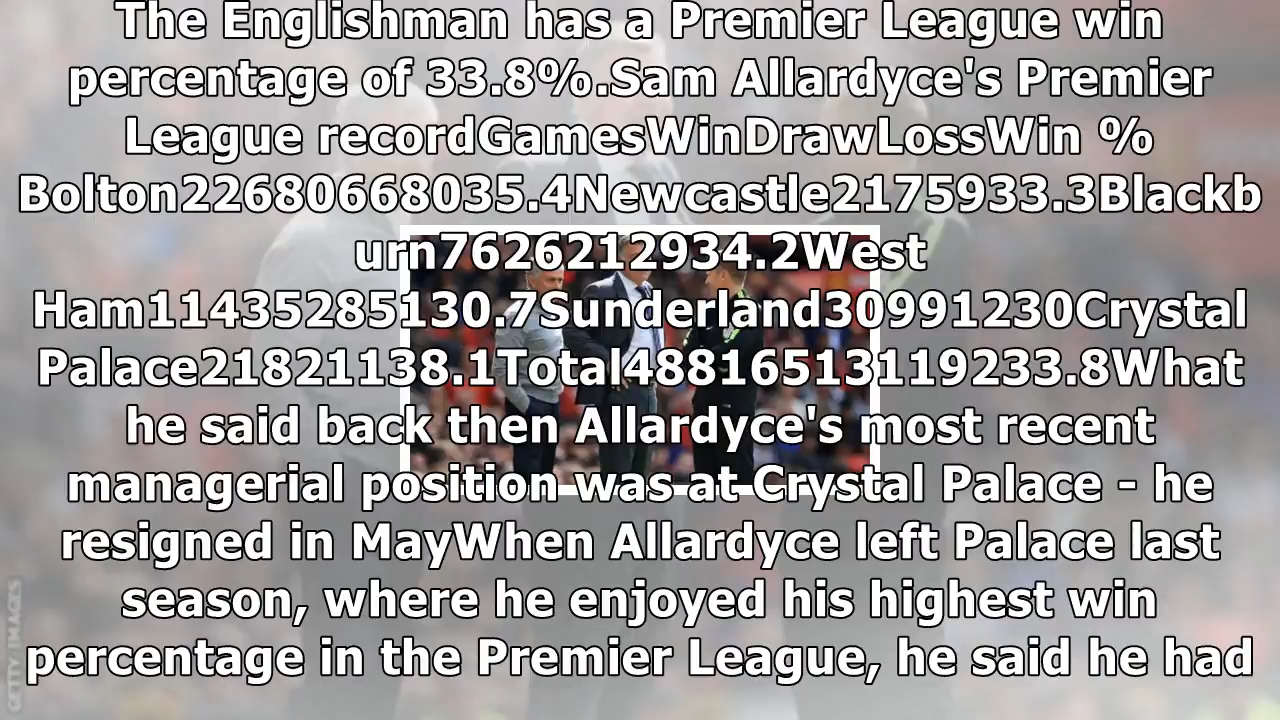 The Englishman has a Premier League win
percentage of 33.8%.Sam Allardyce's Premier
League recordGamesWinDrawLossWin %
Bolton22680668035.4Newcastle2175933.3Blackb
urn7626212934.2West
Ham11435285130.7Sunderland30991230Crystal
Palace21821138.1Total48816513119233.8What
he said back then Allardyce's most recent
managerial position was at Crystal Palace - he
resigned in MayWhen Allardyce left Palace last
season, where he enjoyed his highest win
percentage in the Premier League, he said he had
GETTY IMAGES